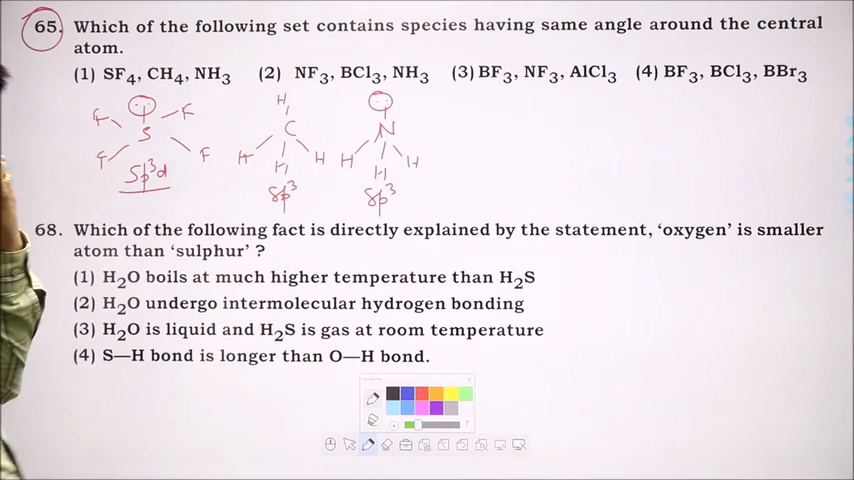 65. Which of the following set contains species having same angle around the central
atom.
(1) SF₄, CH₄, NH₃ (2) NF₃, BCl₃, NH₃ (3) BF₃, NF₃, AlCl₃ (4) BF₃, BCl₃, BBr₃
F F H
S C N
F F H H H H
H H
Sp³d Sp³ Sp³
68. Which of the following fact is directly explained by the statement, ‘oxygen’ is smaller
atom than ‘sulphur’ ?
(1) H₂O boils at much higher temperature than H₂S
(2) H₂O undergo intermolecular hydrogen bonding
(3) H₂O is liquid and H₂S is gas at room temperature
(4) S—H bond is longer than O—H bond.
7